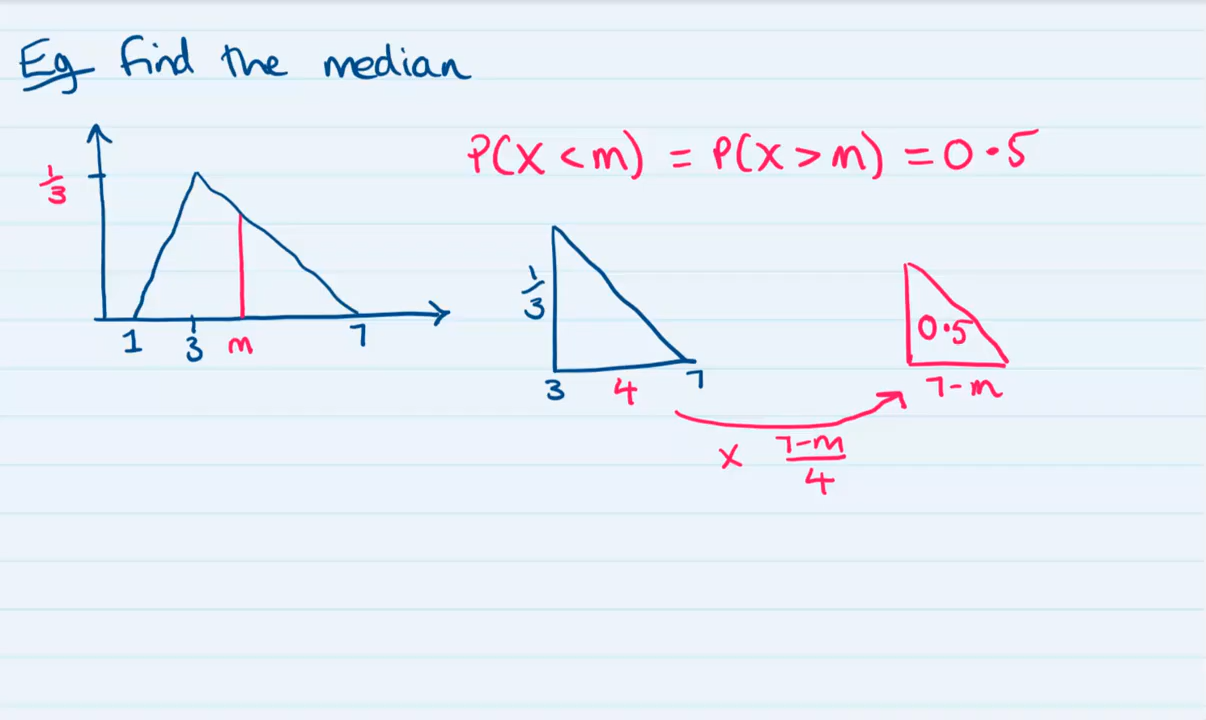 Eg find the median
P(X < m) = P(X > m) = 0.5
1/3
1 3 m 7
1/3
3 4 7
0.5
7-m
x 7-m/4